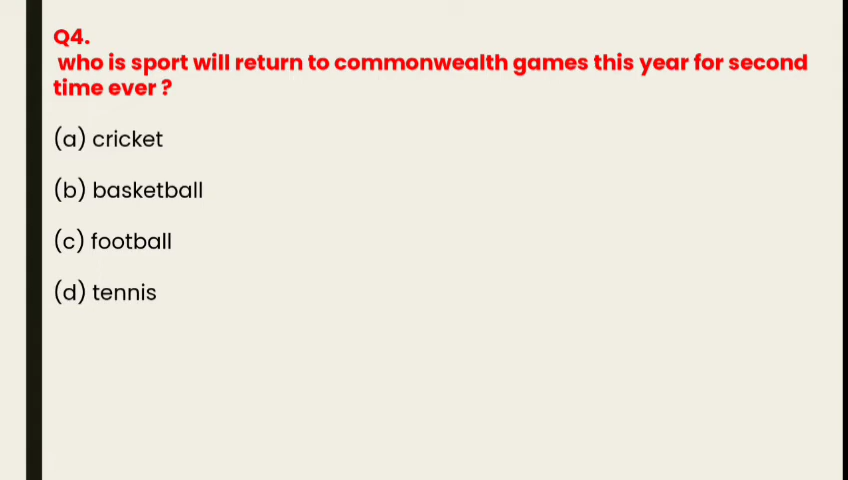 Q4.
who is sport will return to commonwealth games this year for second
time ever ?
(a) cricket
(b) basketball
(c) football
(d) tennis